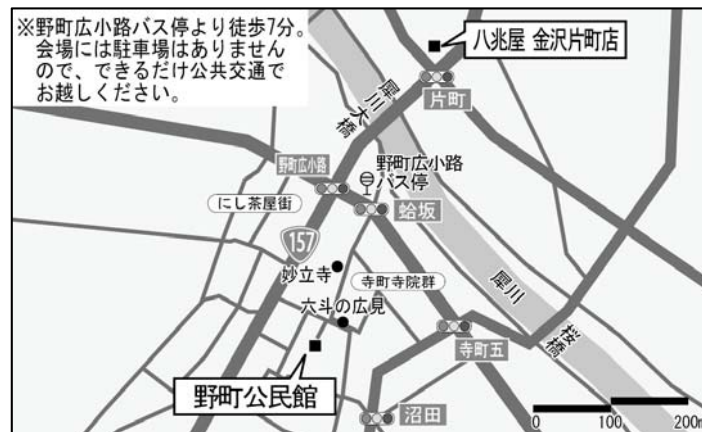 ※野町広小路バス停より徒歩7分。
会場には駐車場はありません
ので、できるだけ公共交通で
お越しください。
八兆屋 金沢片町店
片町
犀川大橋
野町広小路
野町広小路
バス停
にし茶屋街
蛤坂
157
妙立寺
寺町寺院群
犀川
六斗の広見
桜橋
寺町五
野町公民館
沼田
0 100 200m